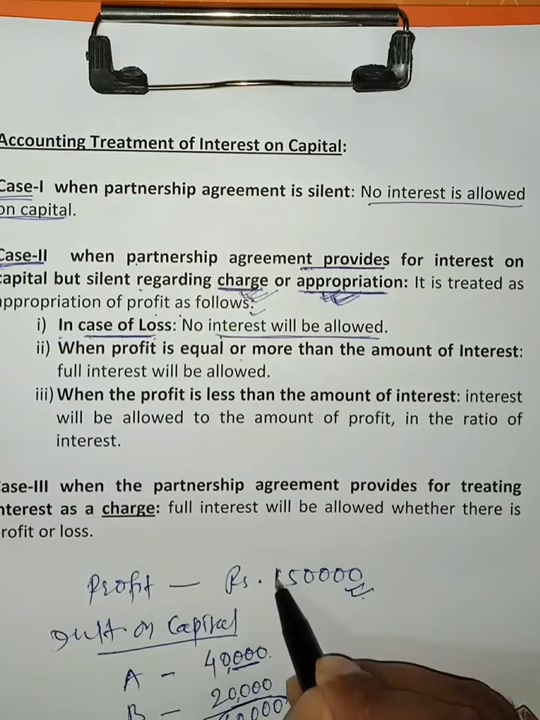 Accounting Treatment of Interest on Capital:
Case-I when partnership agreement is silent: No interest is allowed
on capital.
Case-II when partnership agreement provides for interest on
capital but silent regarding charge or appropriation: It is treated as
appropriation of profit as follows:
i) In case of Loss: No interest will be allowed.
ii) When profit is equal or more than the amount of Interest:
full interest will be allowed.
iii) When the profit is less than the amount of interest: interest
will be allowed to the amount of profit, in the ratio of
interest.
Case-III when the partnership agreement provides for treating
interest as a charge: full interest will be allowed whether there is
profit or loss.
Profit — Rs. 150000
on Capital
A - 40,000
B - 20,000